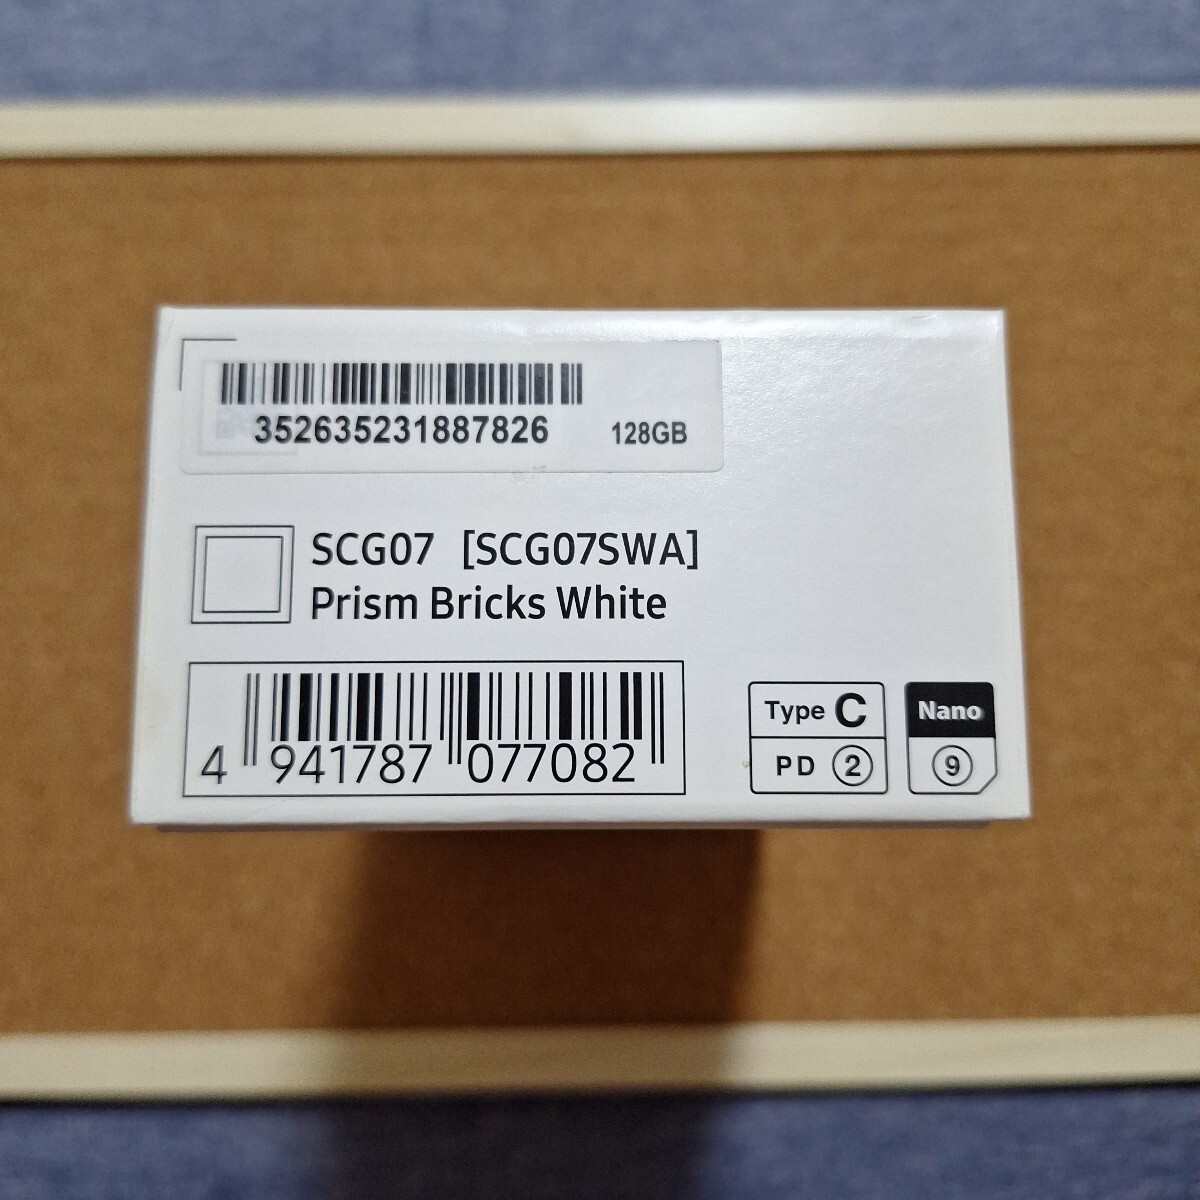 352635231887826 128GB
SCG07 [SCG07SWA]
Prism Bricks White
4 941787 077082
Type C
PD ②
Nano
⑨